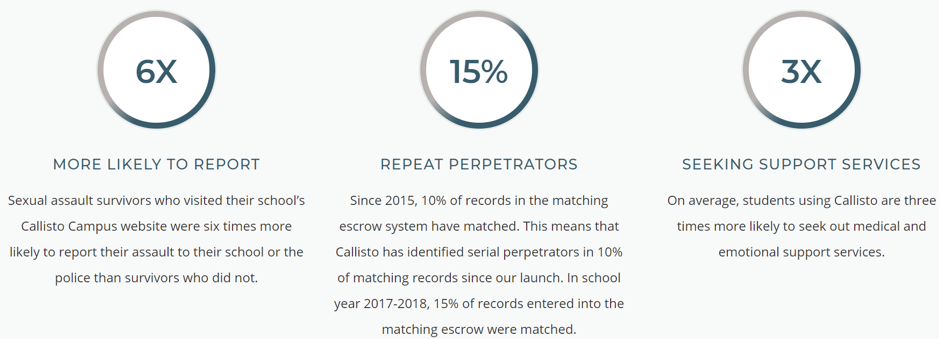 6X
MORE LIKELY TO REPORT
Sexual assault survivors who visited their school's
Callisto Campus website were six times more
likely to report their assault to their school or the
police than survivors who did not.
15%
REPEAT PERPETRATORS
Since 2015, 10% of records in the matching
escrow system have matched. This means that
Callisto has identified serial perpetrators in 10%
of matching records since our launch. In school
year 2017-2018, 15% of records entered into the
matching escrow were matched.
3X
SEEKING SUPPORT SERVICES
On average, students using Callisto are three
times more likely to seek out medical and
emotional support services.